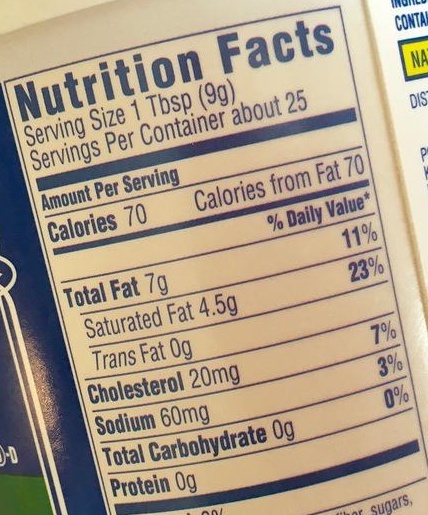 Nutrition Facts
Serving Size 1 Tbsp (9g)
Servings Per Container about 25
Amount Per Serving
Calories 70 Calories from Fat 70
% Daily Value*
Total Fat 7g 11%
Saturated Fat 4.5g 23%
Trans Fat 0g
Cholesterol 20mg 7%
Sodium 60mg 3%
Total Carbohydrate 0g 0%
Protein 0g
sugars,
CONTA
NA
DIS